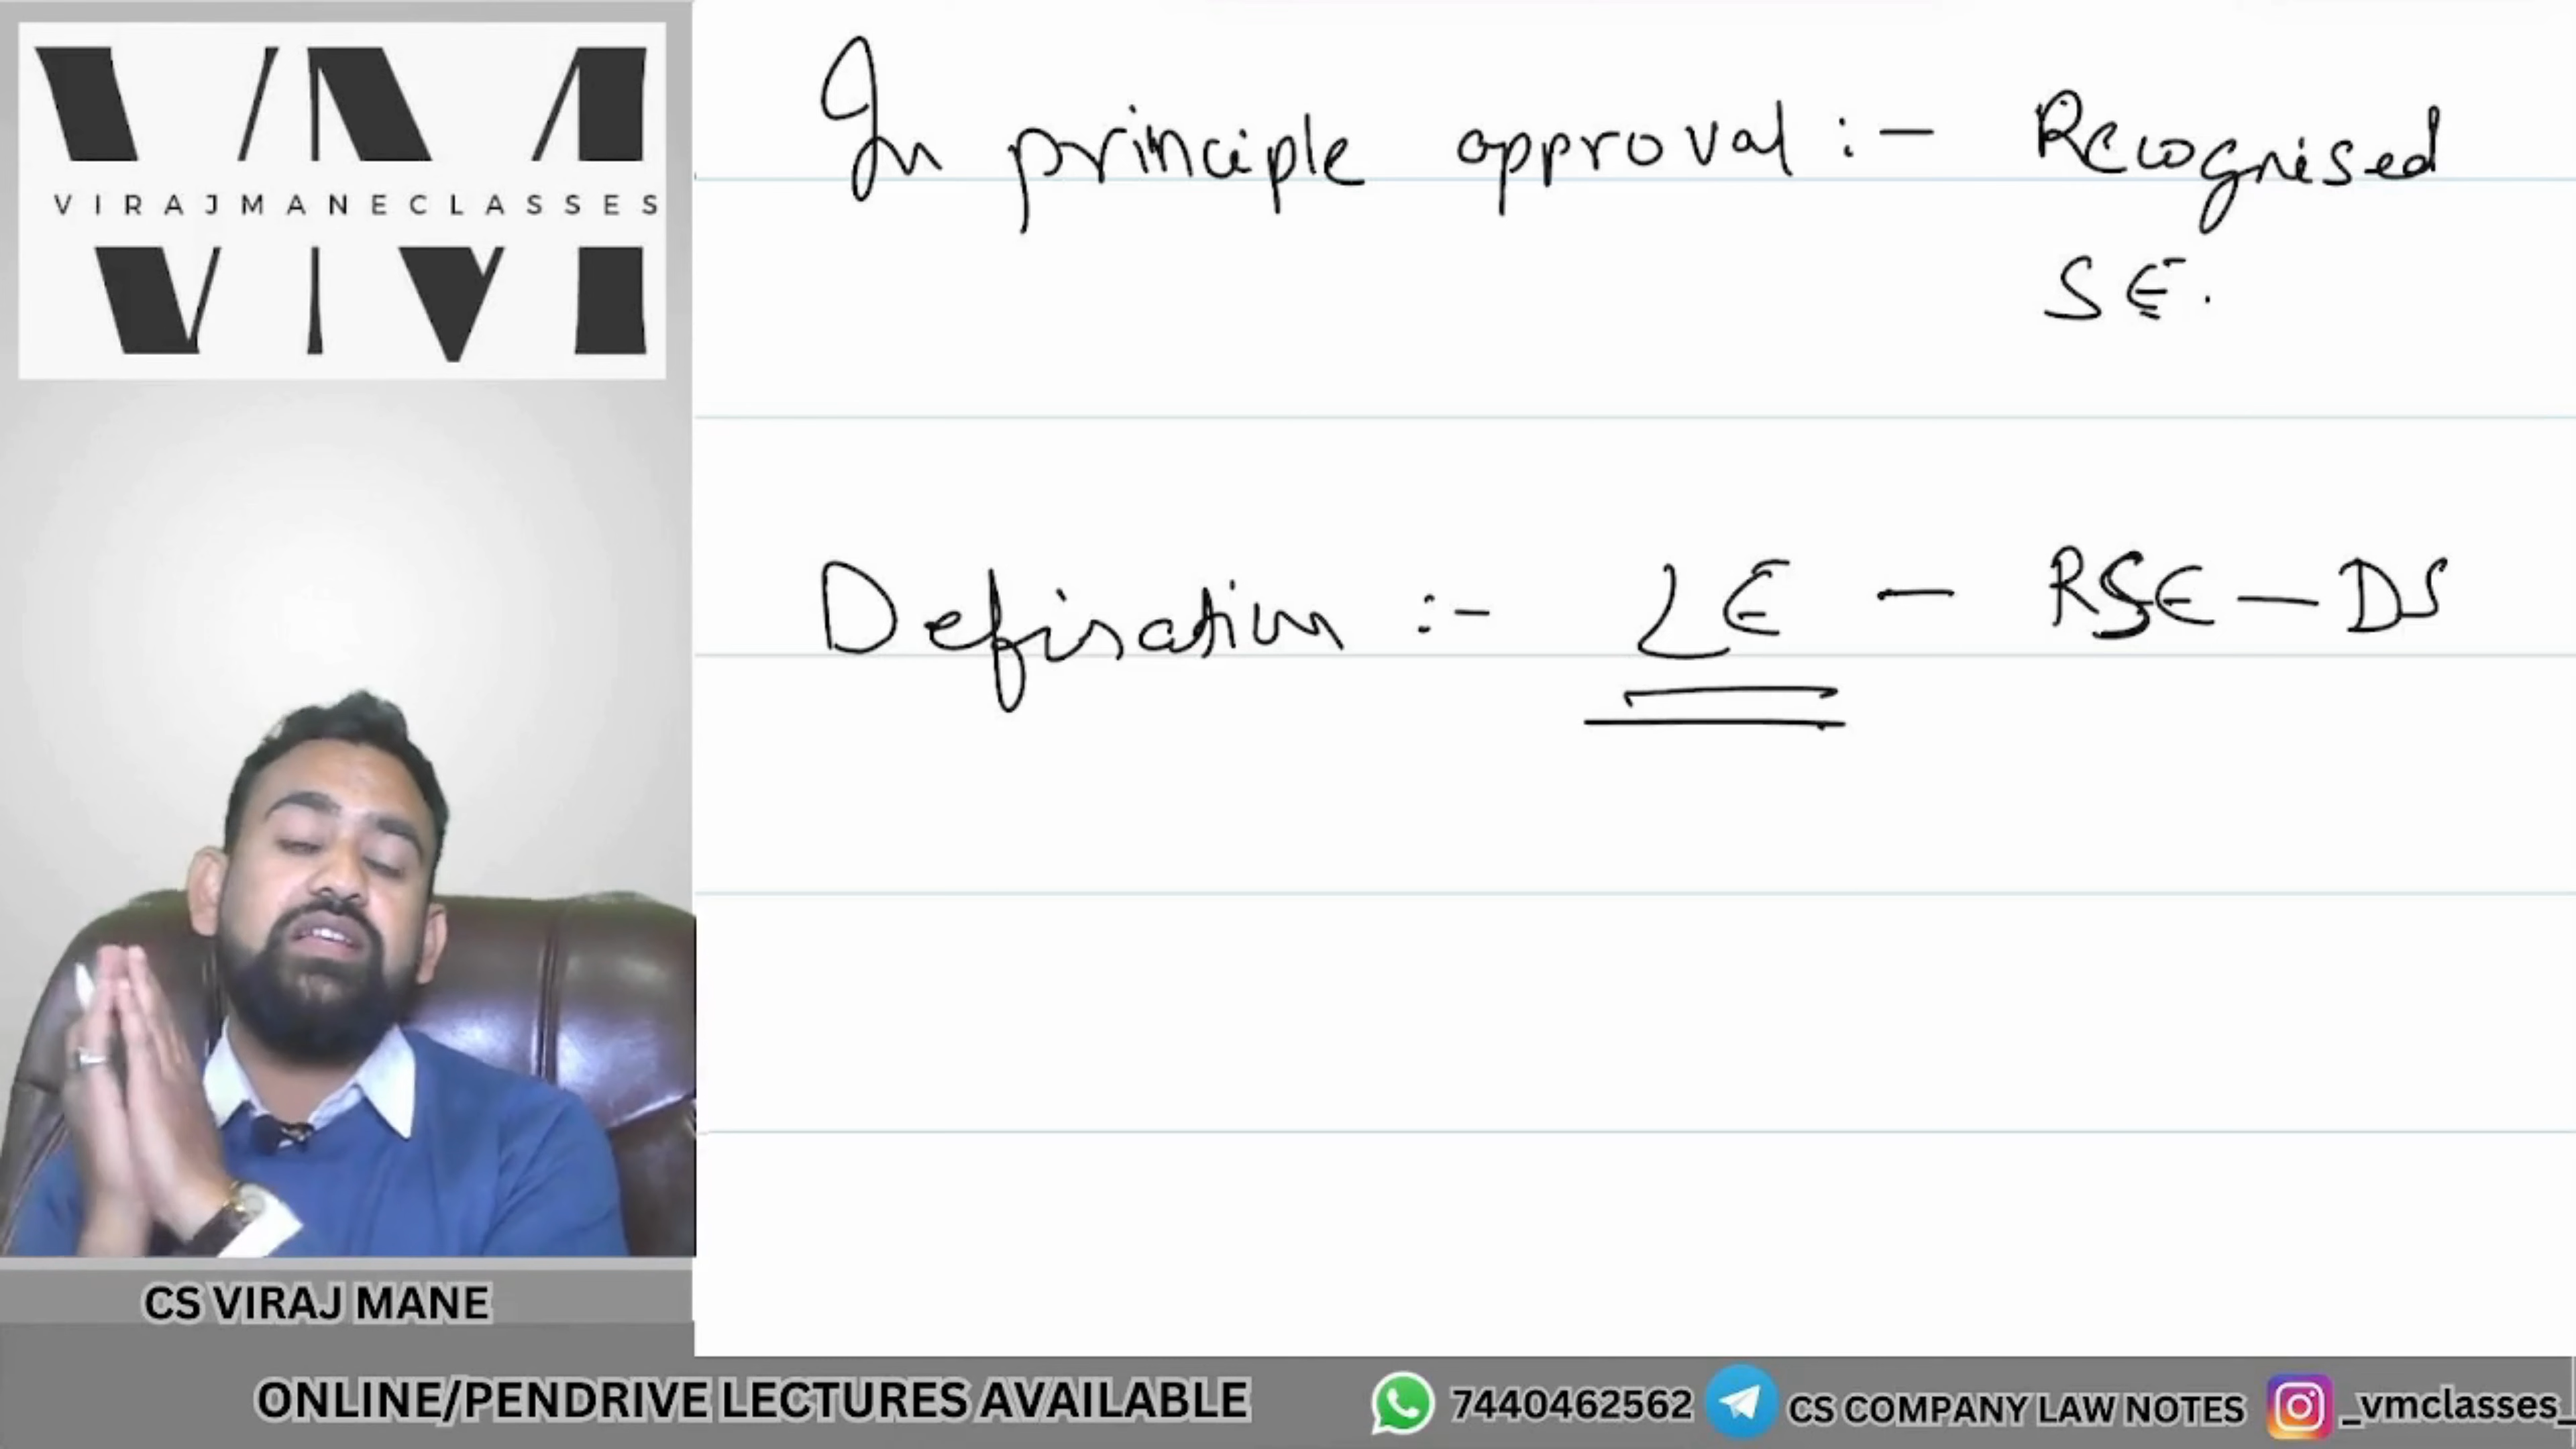 VIRAJMANECLASSES
In principle approval :- Recognised
SE.
Defination :- LE - RSE - DS
CS VIRAJ MANE
ONLINE/PENDRIVE LECTURES AVAILABLE
7440462562
CS COMPANY LAW NOTES
_vmclasses_